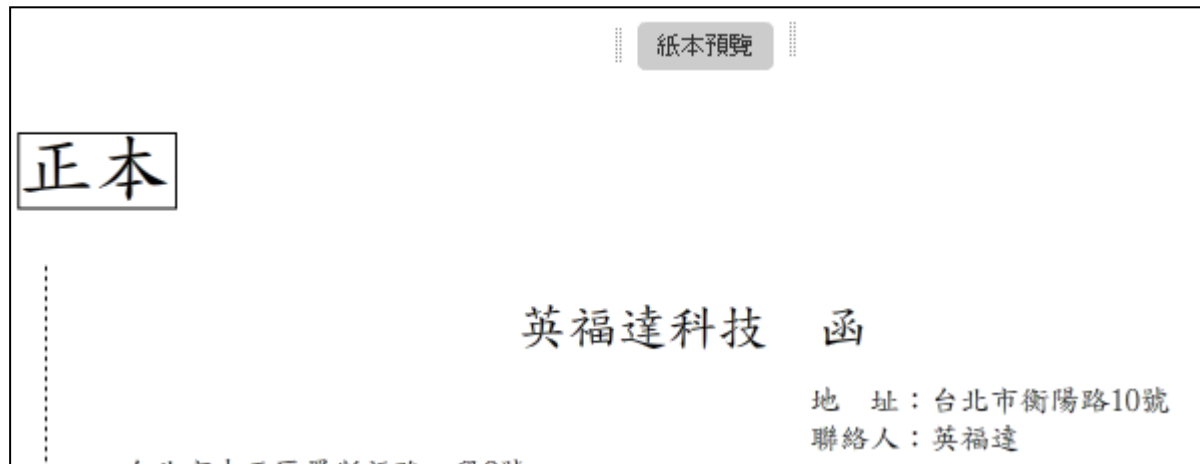 紙本預覽
正本
英福達科技　函
地　址：台北市衡陽路10號
聯絡人：英福達